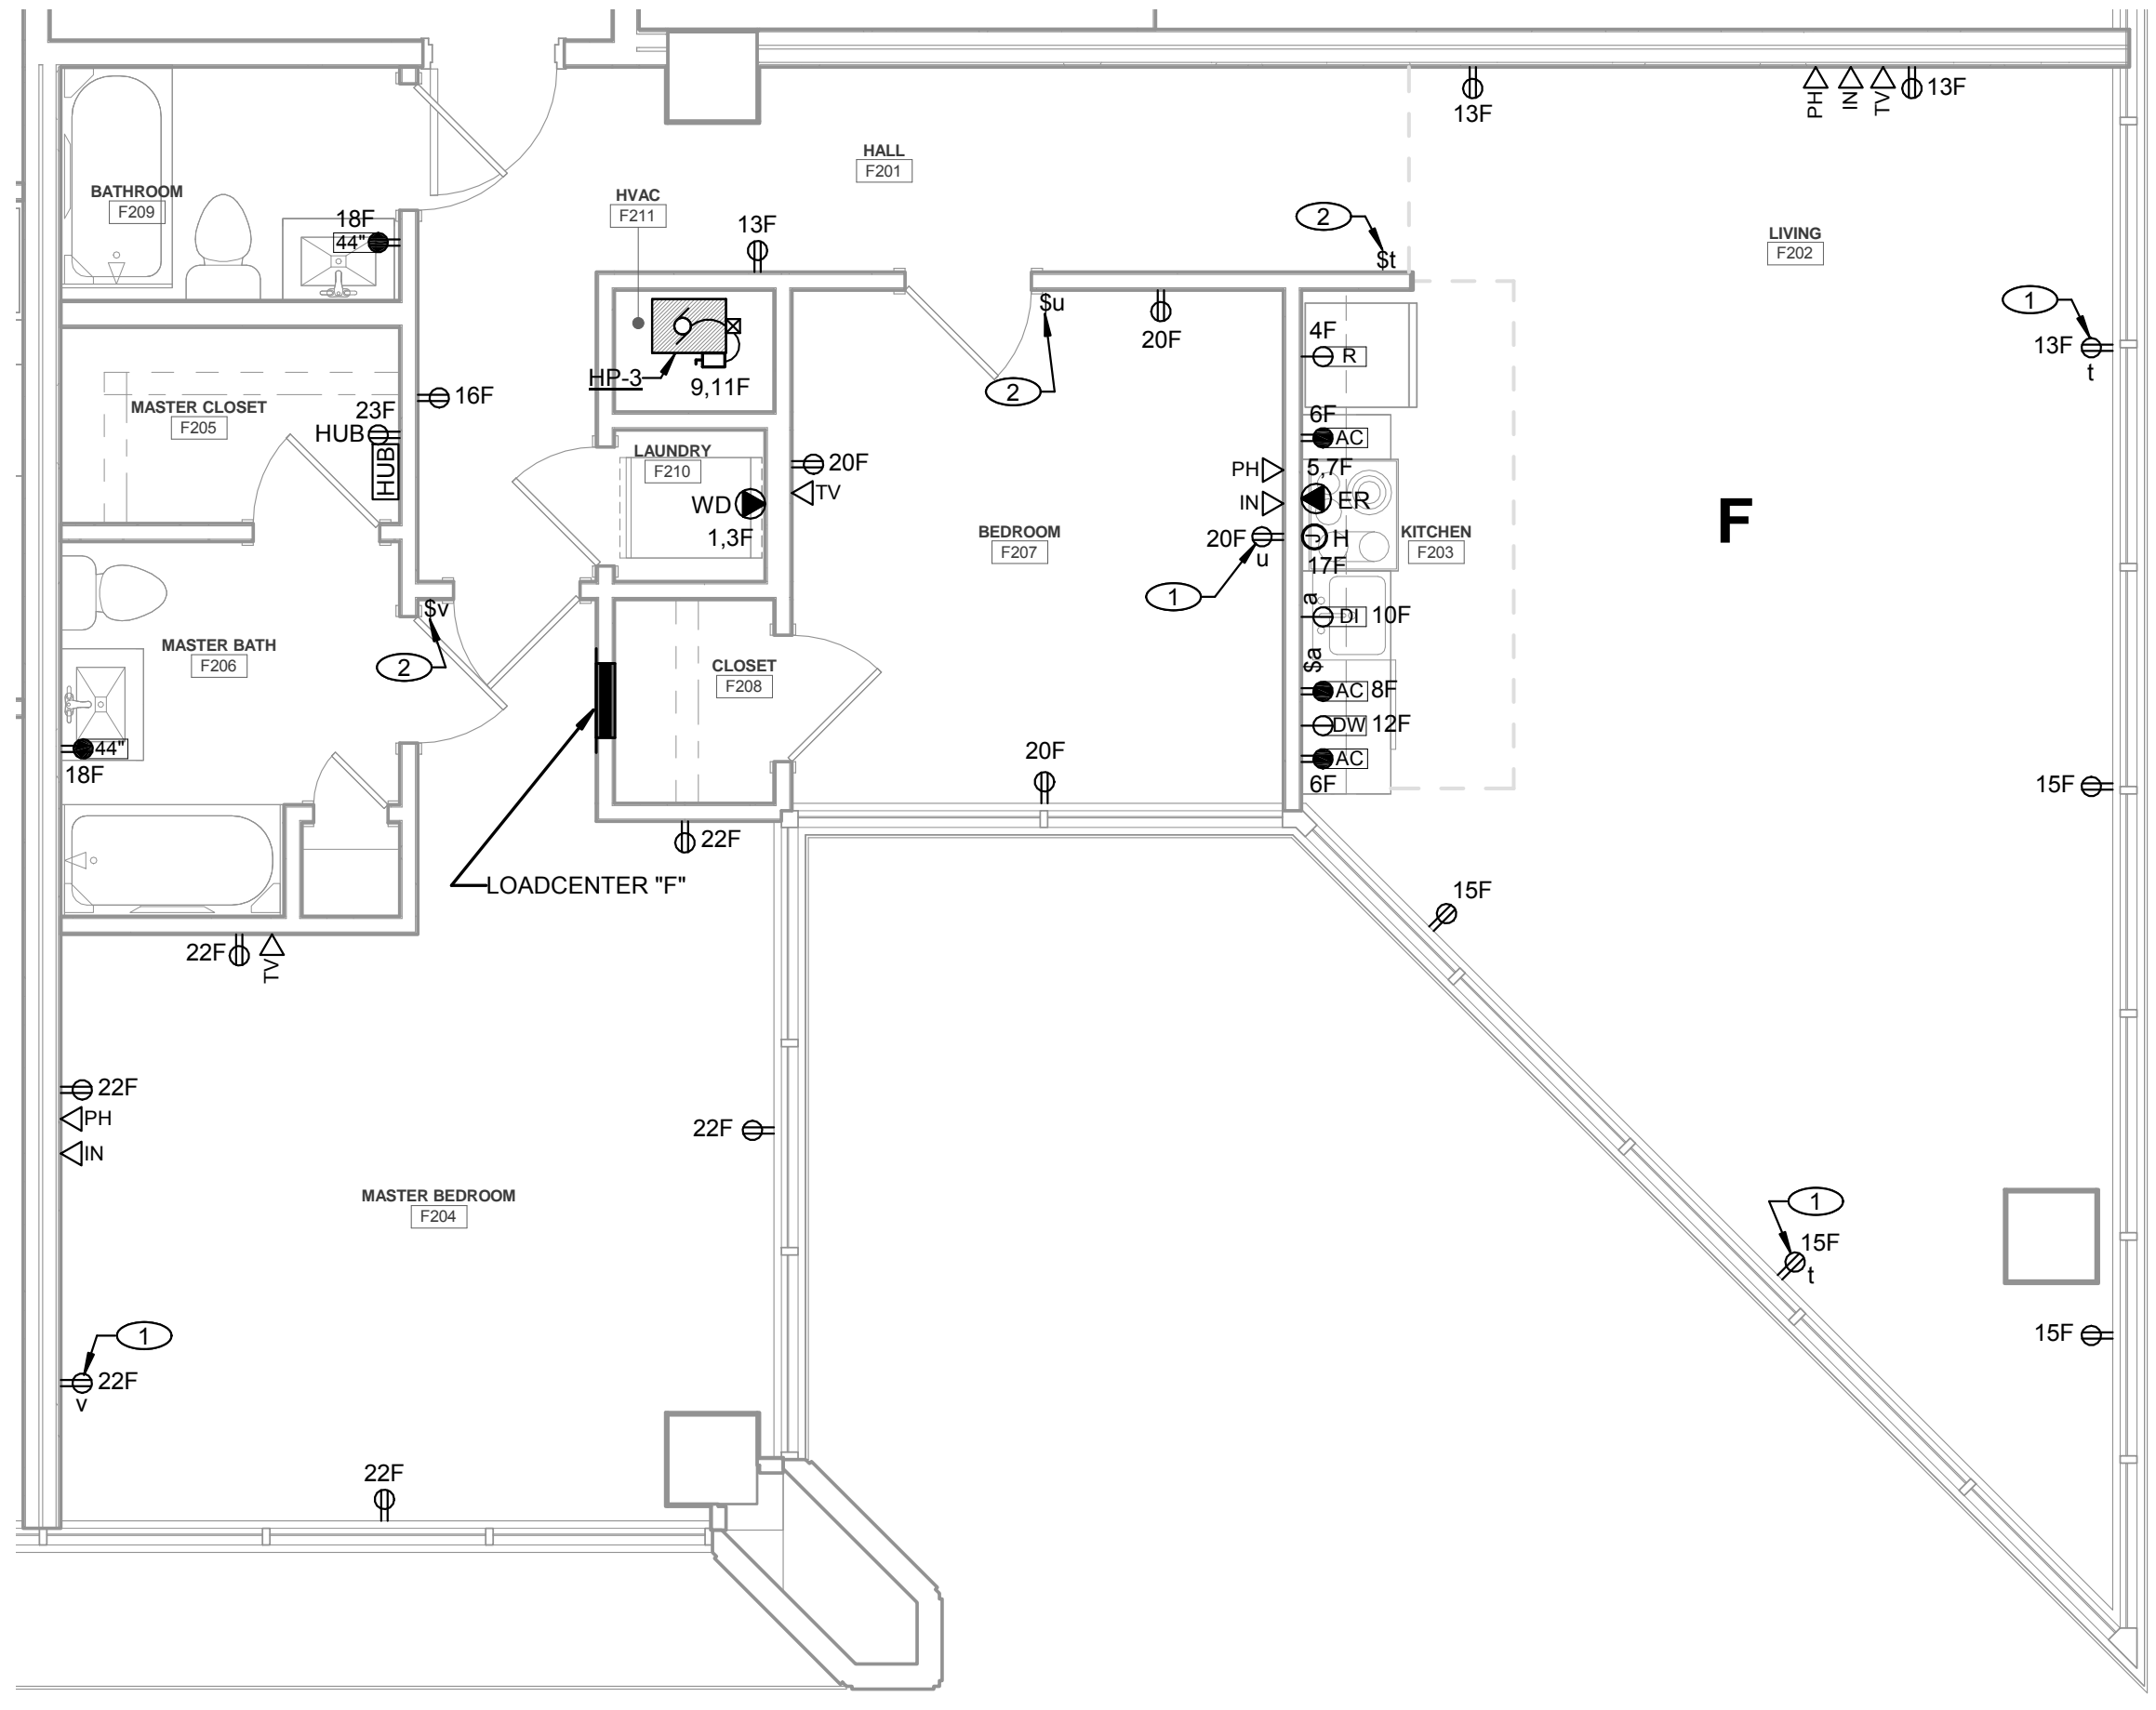 13F
PH
IN
TV
13F
HALL
F201
BATHROOM
F209
HVAC
F211
18F
44"
13F
2
$t
LIVING
F202
1
13F
t
$u
20F
2
4F
R
HP-3
9,11F
16F
MASTER CLOSET
F205
23F
HUB
HUB
6F
AC
LAUNDRY
F210
WD
1,3F
20F
TV
PH
IN
5,7F
ER
BEDROOM
F207
20F
u
1
J
H
17F
KITCHEN
F203
F
a
DI
10F
$a
AC
8F
DW
12F
AC
6F
$v
2
MASTER BATH
F206
44"
18F
CLOSET
F208
20F
22F
LOADCENTER "F"
15F
15F
22F
TV
22F
PH
IN
22F
MASTER BEDROOM
F204
1
15F
t
1
22F
v
15F
22F